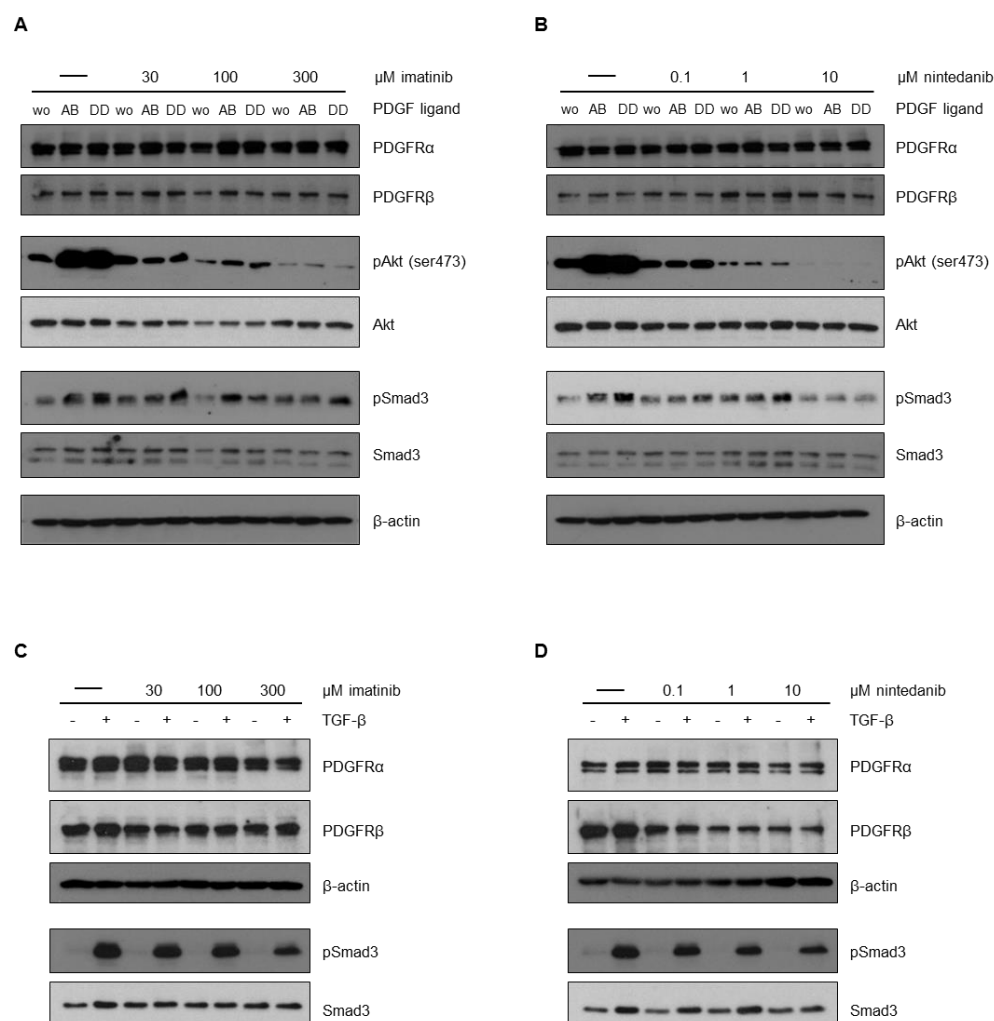 A
— 30 100 300 μM imatinib
wo AB DD wo AB DD wo AB DD wo AB DD PDGF ligand
PDGFRα
PDGFRβ
pAkt (ser473)
Akt
pSmad3
Smad3
β-actin
B
— 0.1 1 10 μM nintedanib
wo AB DD wo AB DD wo AB DD wo AB DD PDGF ligand
PDGFRα
PDGFRβ
pAkt (ser473)
Akt
pSmad3
Smad3
β-actin
C
— 30 100 300 μM imatinib
- + - + - + - + TGF-β
PDGFRα
PDGFRβ
β-actin
pSmad3
Smad3
D
— 0.1 1 10 μM nintedanib
- + - + - + - + TGF-β
PDGFRα
PDGFRβ
β-actin
pSmad3
Smad3